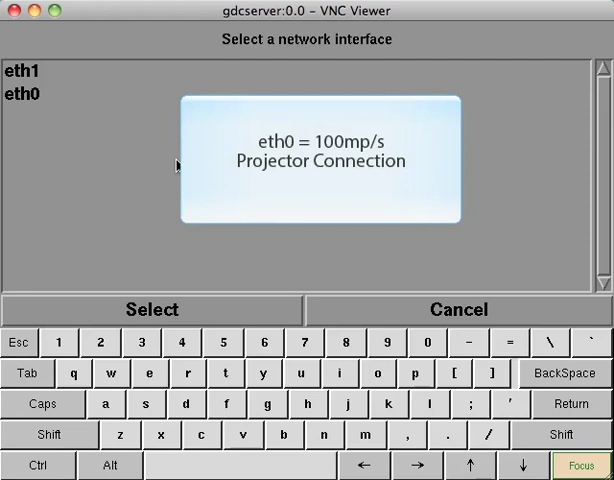 gdcserver:0.0 - VNC Viewer
Select a network interface
eth1
eth0
eth0 = 100mp/s
Projector Connection
Select Cancel
Esc 1 2 3 4 5 6 7 8 9 0 - = \ `
Tab q w e r t y u i o p [ ] BackSpace
Caps a s d f g h j k l ; ' Return
Shift z x c v b n m , . / Shift
Ctrl Alt ← → ↑ ↓ Focus